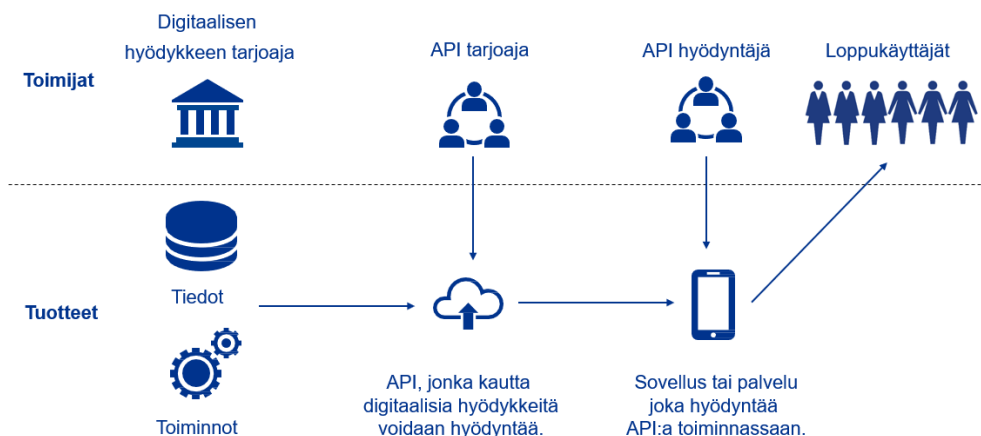 Digitaalisen
hyödykkeen tarjoaja
API tarjoaja
API hyödyntäjä
Loppukäyttäjät
Toimijat
Tiedot
Tuotteet
Toiminnot
API, jonka kautta
digitaalisia hyödykkeitä
voidaan hyödyntää.
Sovellus tai palvelu
joka hyödyntää
API:a toiminnassaan.